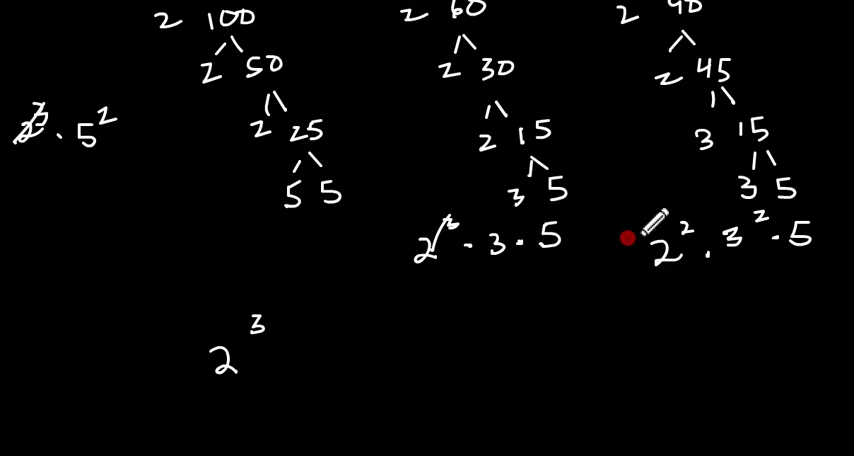 2 100 2 60 2 90
2 50 2 30 2 45
2³ · 5² 2 25 2 15 3 15
5 5 3 5 3 5
2³ · 3 · 5 2² · 3² · 5
2³